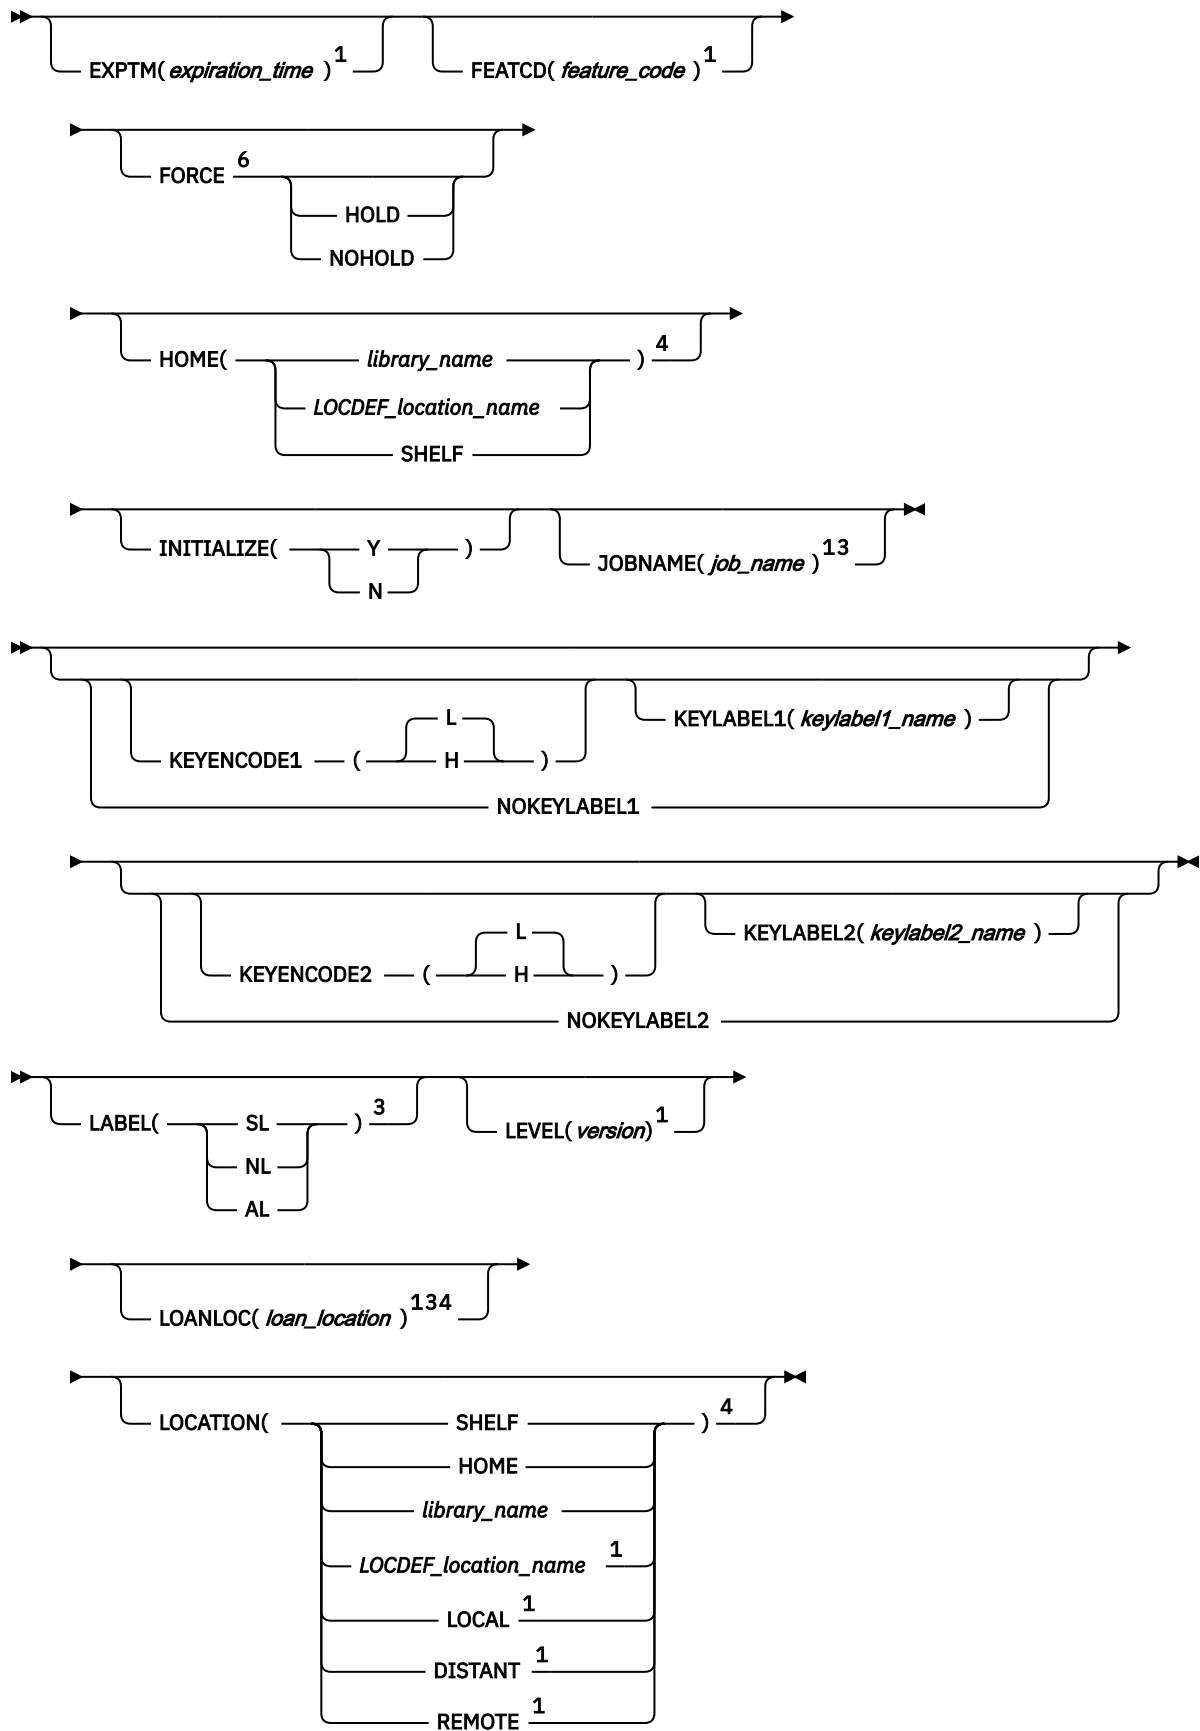 EXPTM( expiration_time ) 1 FEATCD( feature_code ) 1
FORCE 6
HOLD
NOHOLD
HOME( library_name ) 4
LOCDEF_location_name
SHELF
INITIALIZE( Y )
N
JOBNAME( job_name ) 13
KEYLABEL1( keylabel1_name )
L
KEYENCODE1 ( H )
NOKEYLABEL1
L
KEYLABEL2( keylabel2_name )
KEYENCODE2 ( H )
NOKEYLABEL2
LABEL( SL ) 3
LEVEL( version) 1
NL
AL
LOANLOC( loan_location ) 134
LOCATION( SHELF ) 4
HOME
library_name
LOCDEF_location_name 1
LOCAL 1
DISTANT 1
REMOTE 1